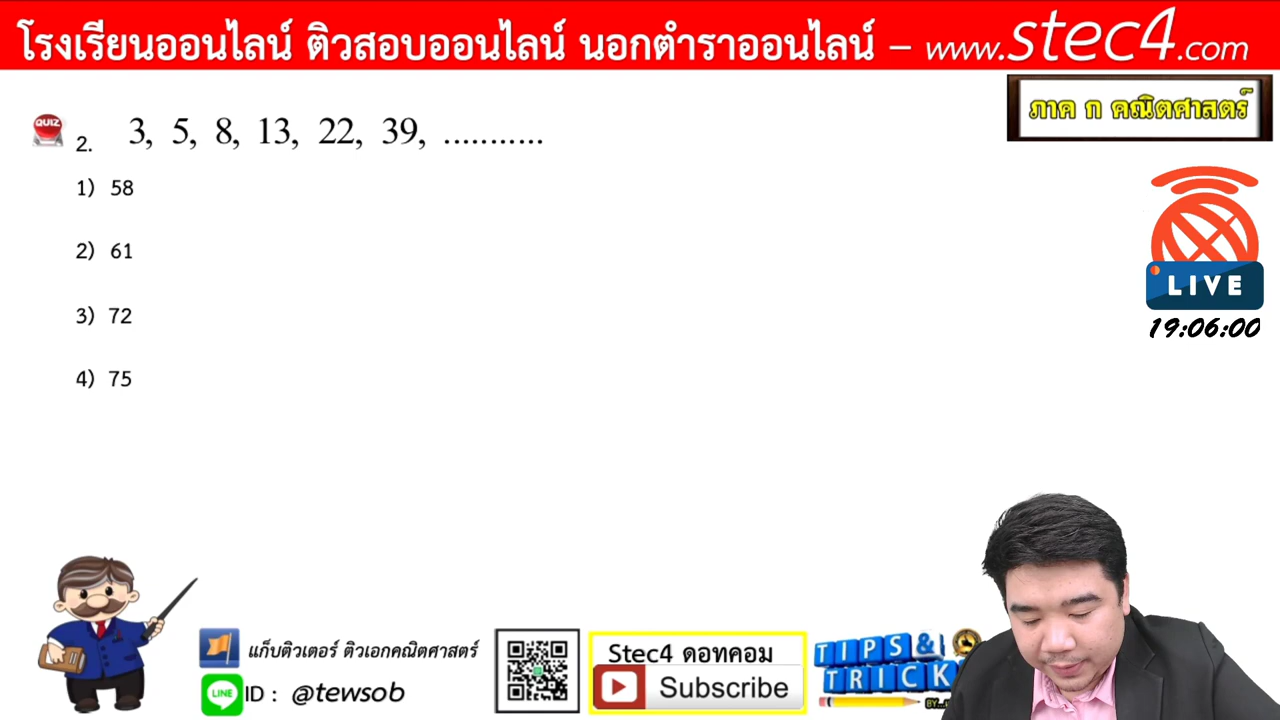 โรงเรียนออนไลน์ ติวสอบออนไลน์ นอกตำราออนไลน์ – www.stec4.com
ภาค ก คณิตศาสตร์
QUIZ
2. 3, 5, 8, 13, 22, 39, ...........
1) 58
2) 61
3) 72
4) 75
LIVE
19:06:00
แก็บติวเตอร์ ติวเอกคณิตศาสตร์
LINE ID : @tewsob
Stec4 ดอทคอม
Subscribe
TIPS &
TRICK
BY...